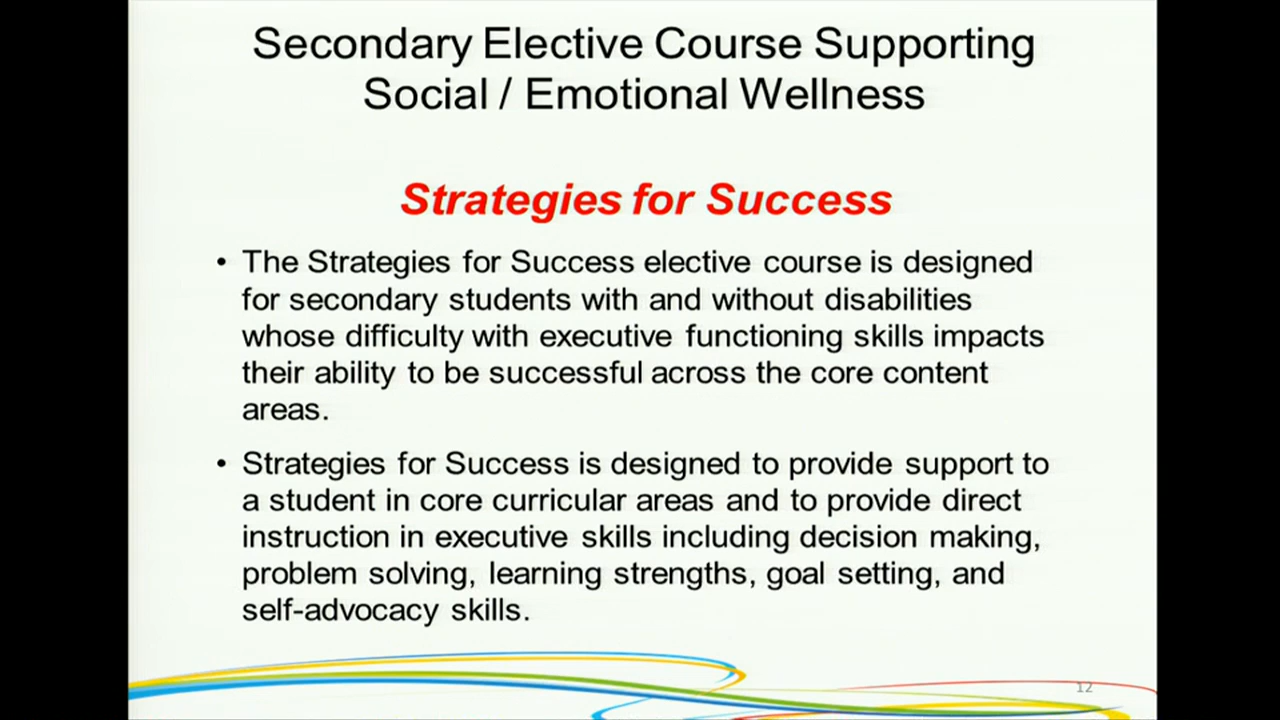 Secondary Elective Course Supporting
Social / Emotional Wellness
Strategies for Success
• The Strategies for Success elective course is designed
for secondary students with and without disabilities
whose difficulty with executive functioning skills impacts
their ability to be successful across the core content
areas.
• Strategies for Success is designed to provide support to
a student in core curricular areas and to provide direct
instruction in executive skills including decision making,
problem solving, learning strengths, goal setting, and
self-advocacy skills.
12